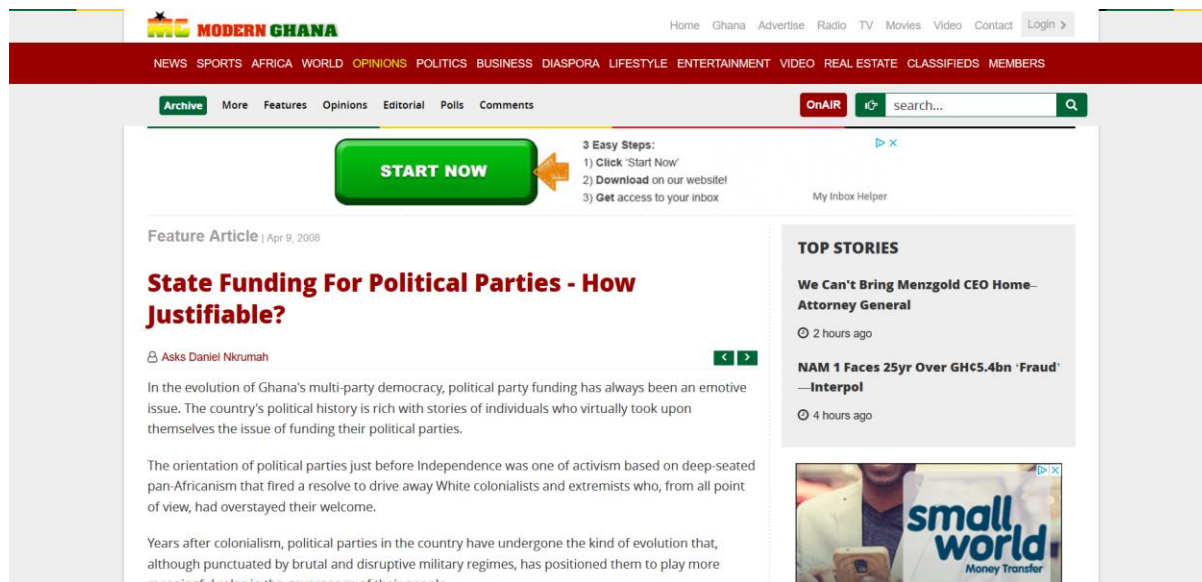 MG MODERN GHANA
Home Ghana Advertise Radio TV Movies Video Contact Login >
NEWS SPORTS AFRICA WORLD OPINIONS POLITICS BUSINESS DIASPORA LIFESTYLE ENTERTAINMENT VIDEO REAL ESTATE CLASSIFIEDS MEMBERS
Archive More Features Opinions Editorial Polls Comments
OnAIR search...
START NOW
3 Easy Steps:
1) Click 'Start Now'
2) Download on our website!
3) Get access to your inbox
My Inbox Helper
Feature Article | Apr 9, 2008
State Funding For Political Parties - How
Justifiable?
Asks Daniel Nkrumah
In the evolution of Ghana's multi-party democracy, political party funding has always been an emotive
issue. The country's political history is rich with stories of individuals who virtually took upon
themselves the issue of funding their political parties.
The orientation of political parties just before Independence was one of activism based on deep-seated
pan-Africanism that fired a resolve to drive away White colonialists and extremists who, from all point
of view, had overstayed their welcome.
Years after colonialism, political parties in the country have undergone the kind of evolution that,
although punctuated by brutal and disruptive military regimes, has positioned them to play more
TOP STORIES
We Can't Bring Menzgold CEO Home–
Attorney General
2 hours ago
NAM 1 Faces 25yr Over GH¢5.4bn ‘Fraud’
—Interpol
4 hours ago
small
world
Money Transfer